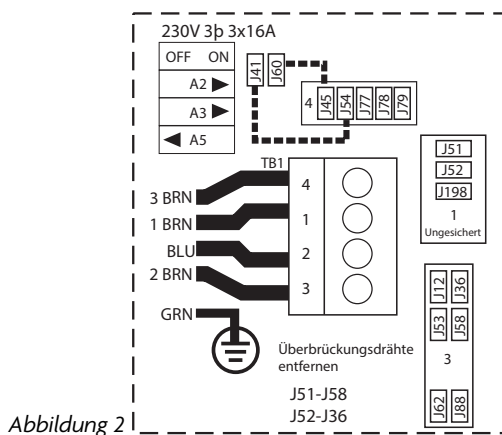 230V 3þ 3x16A
OFF ON
A2
A3
A5
J41
J60
4
J45
J54
J77
J78
J79
J51
J52
J198
1
Ungesichert
TB1
3 BRN
4
1 BRN
1
BLU
2
2 BRN
3
GRN
J12
J36
J53
J58
3
J62
J88
Überbrückungsdrähte
entfernen
J51-J58
J52-J36
Abbildung 2